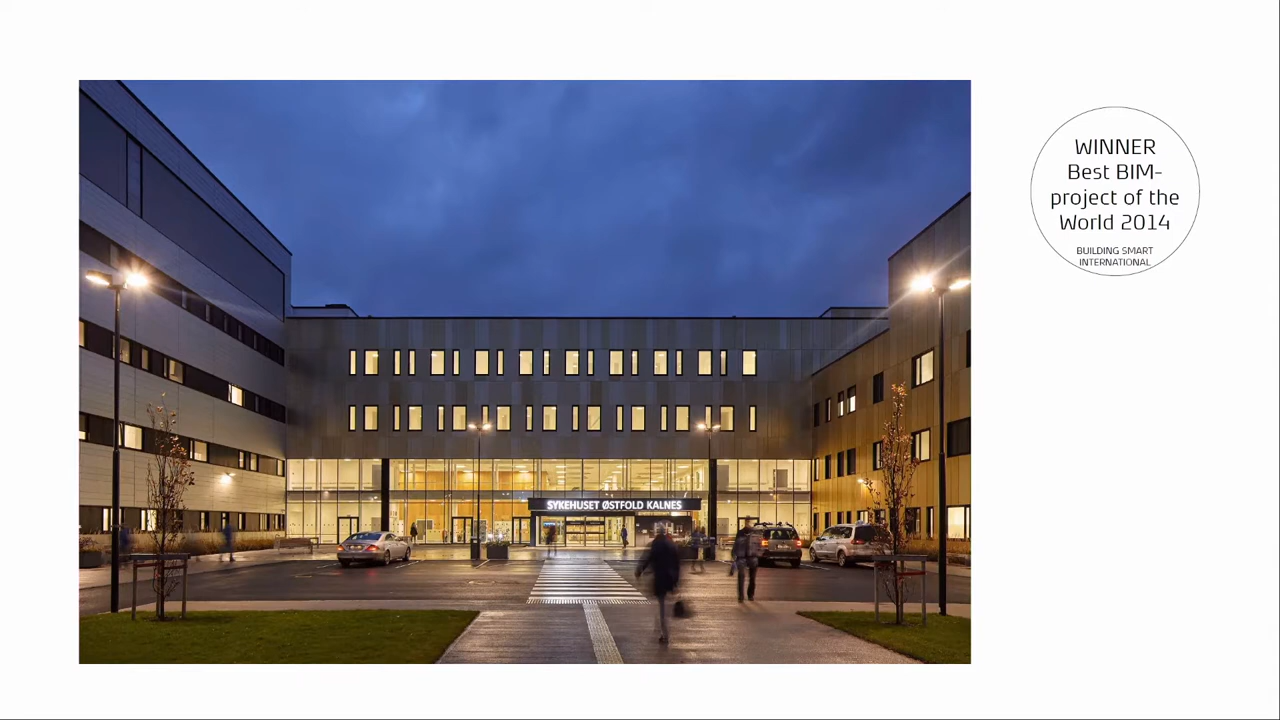 WINNER
Best BIM-
project of the
World 2014
BUILDING SMART
INTERNATIONAL
SYKEHUSET ØSTFOLD KALNES